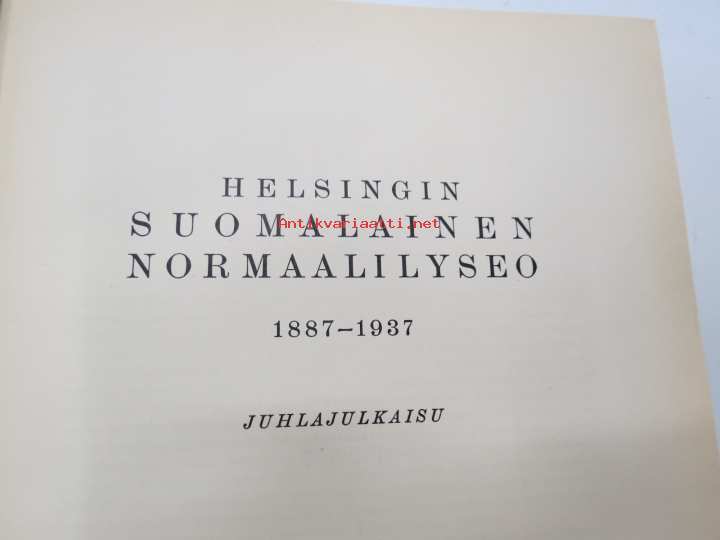 HELSINGIN
SUOMALAINEN
Antikvariaatti.net
NORMAALILYSEO
1887–1937
JUHLAJULKAISU